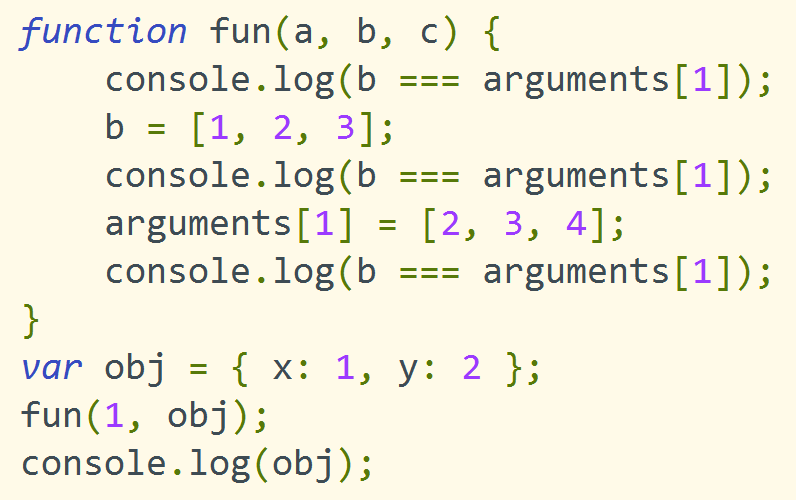 function fun(a, b, c) {
    console.log(b === arguments[1]);
    b = [1, 2, 3];
    console.log(b === arguments[1]);
    arguments[1] = [2, 3, 4];
    console.log(b === arguments[1]);
}
var obj = { x: 1, y: 2 };
fun(1, obj);
console.log(obj);